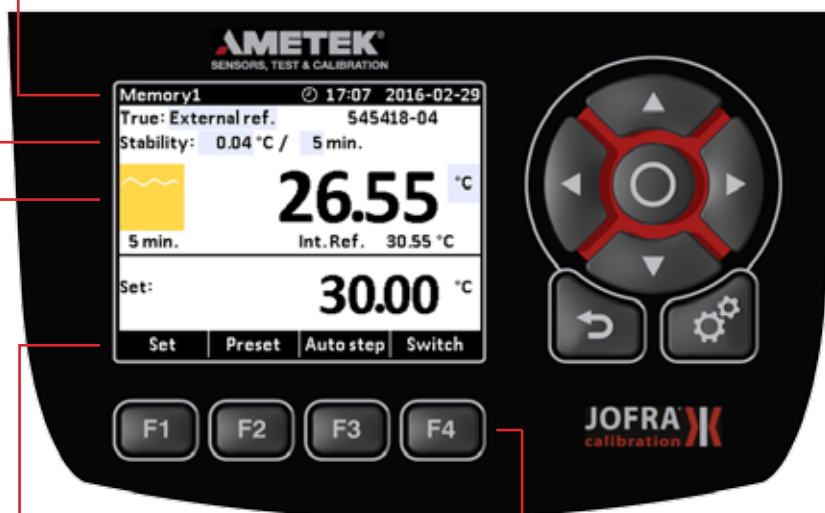 AMETEK®
SENSORS, TEST & CALIBRATION
Memory1 17:07 2016-02-29
True: External ref. 545418-04
Stability: 0.04 °C / 5 min.
26.55 °C
5 min. Int. Ref. 30.55 °C
Set: 30.00 °C
Set Preset Auto step Switch
F1 F2 F3 F4
JOFRA
calibration